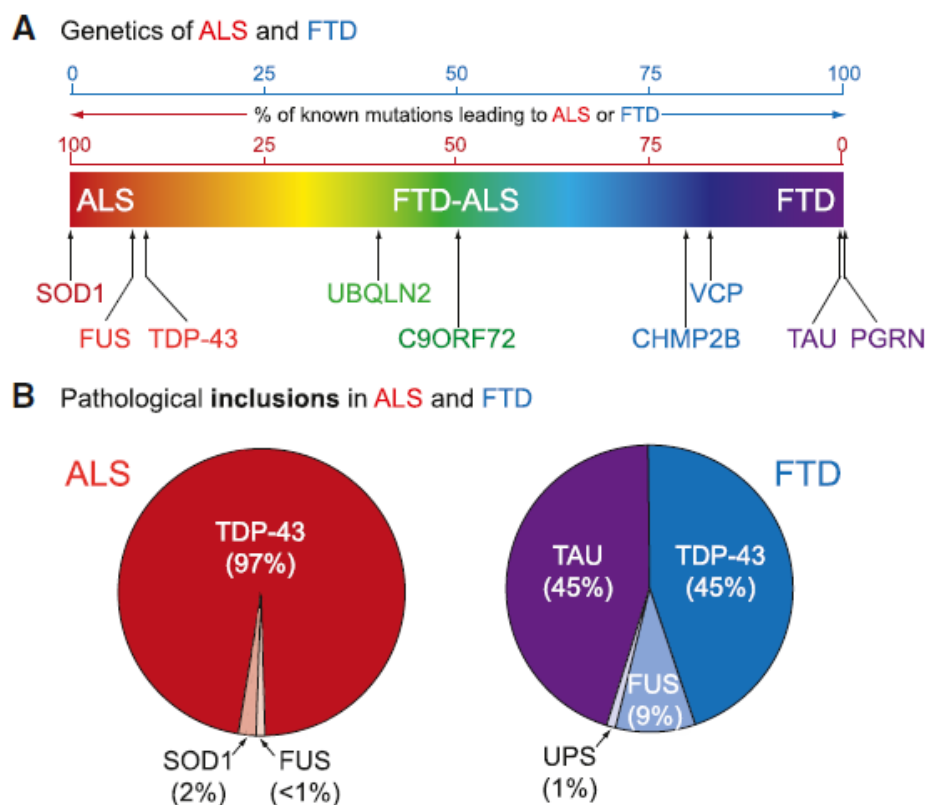 A Genetics of ALS and FTD
0 25 50 75 100
% of known mutations leading to ALS or FTD
100 25 50 75 0
ALS FTD-ALS FTD
SOD1 UBQLN2 VCP
FUS TDP-43 C9ORF72 CHMP2B TAU PGRN
B Pathological inclusions in ALS and FTD
ALS
TDP-43
(97%)
SOD1
(2%)
FUS
(<1%)
FTD
TAU
(45%)
TDP-43
(45%)
FUS
(9%)
UPS
(1%)